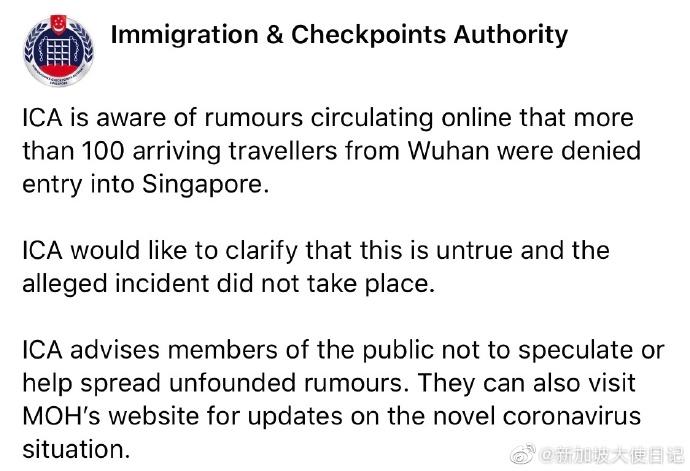 Immigration & Checkpoints Authority
ICA is aware of rumours circulating online that more
than 100 arriving travellers from Wuhan were denied
entry into Singapore.
ICA would like to clarify that this is untrue and the
alleged incident did not take place.
ICA advises members of the public not to speculate or
help spread unfounded rumours. They can also visit
MOH's website for updates on the novel coronavirus
situation.
@新加坡大使日记